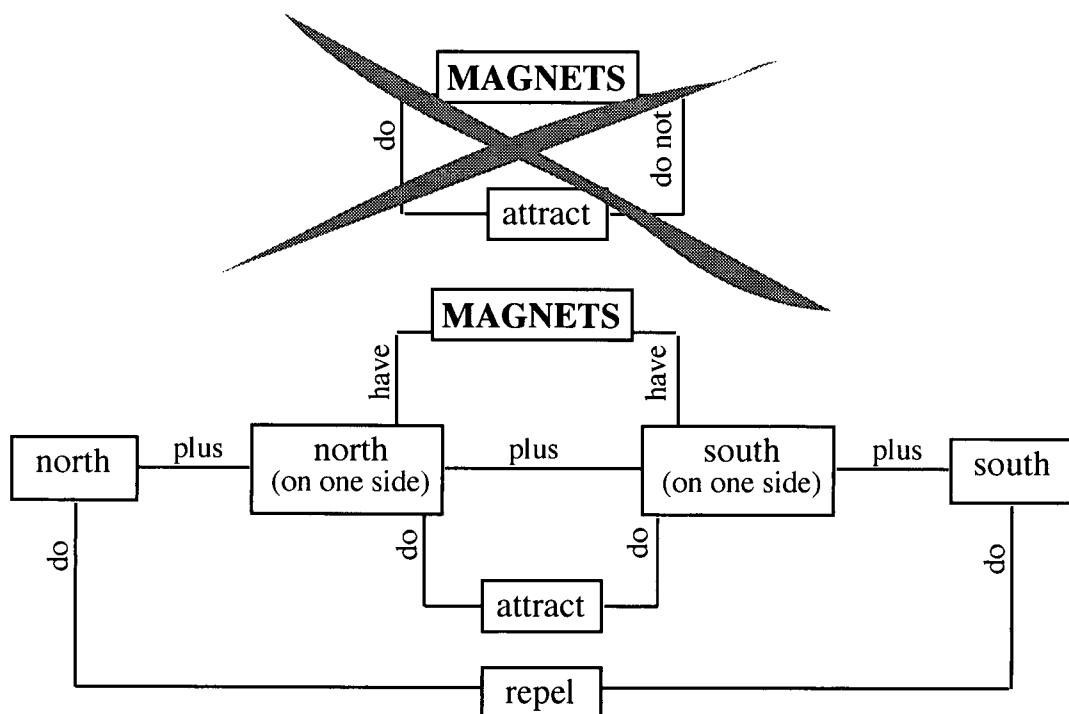 MAGNETS
do
do not
attract
MAGNETS
have
have
north
plus
north
(on one side)
plus
south
(on one side)
plus
south
do
do
do
do
attract
repel